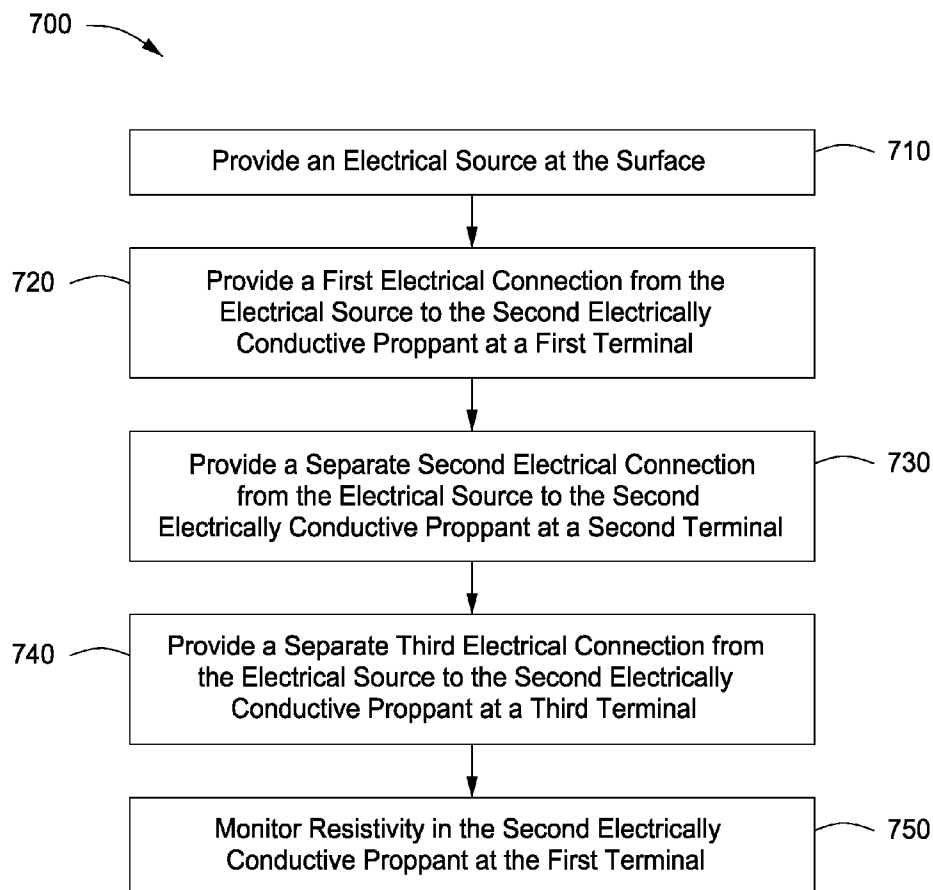 700
Provide an Electrical Source at the Surface
710
720
Provide a First Electrical Connection from the
Electrical Source to the Second Electrically
Conductive Proppant at a First Terminal
Provide a Separate Second Electrical Connection
from the Electrical Source to the Second
Electrically Conductive Proppant at a Second Terminal
730
740
Provide a Separate Third Electrical Connection from
the Electrical Source to the Second Electrically
Conductive Proppant at a Third Terminal
Monitor Resistivity in the Second Electrically
Conductive Proppant at the First Terminal
750